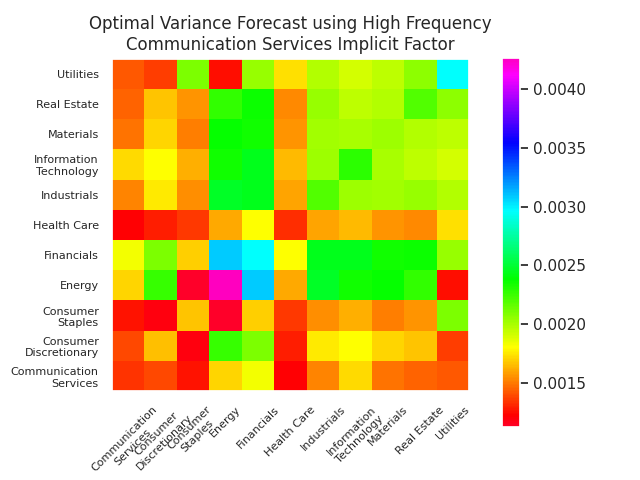 Optimal Variance Forecast using High Frequency
Communication Services Implicit Factor
Utilities
Real Estate
Materials
Information
Technology
Industrials
Health Care
Financials
Energy
Consumer
Staples
Consumer
Discretionary
Communication
Services
Communication
Services
Consumer
Discretionary
Consumer
Staples
Energy
Financials
Health Care
Industrials
Information
Technology
Materials
Real Estate
Utilities
0.0040
0.0035
0.0030
0.0025
0.0020
0.0015